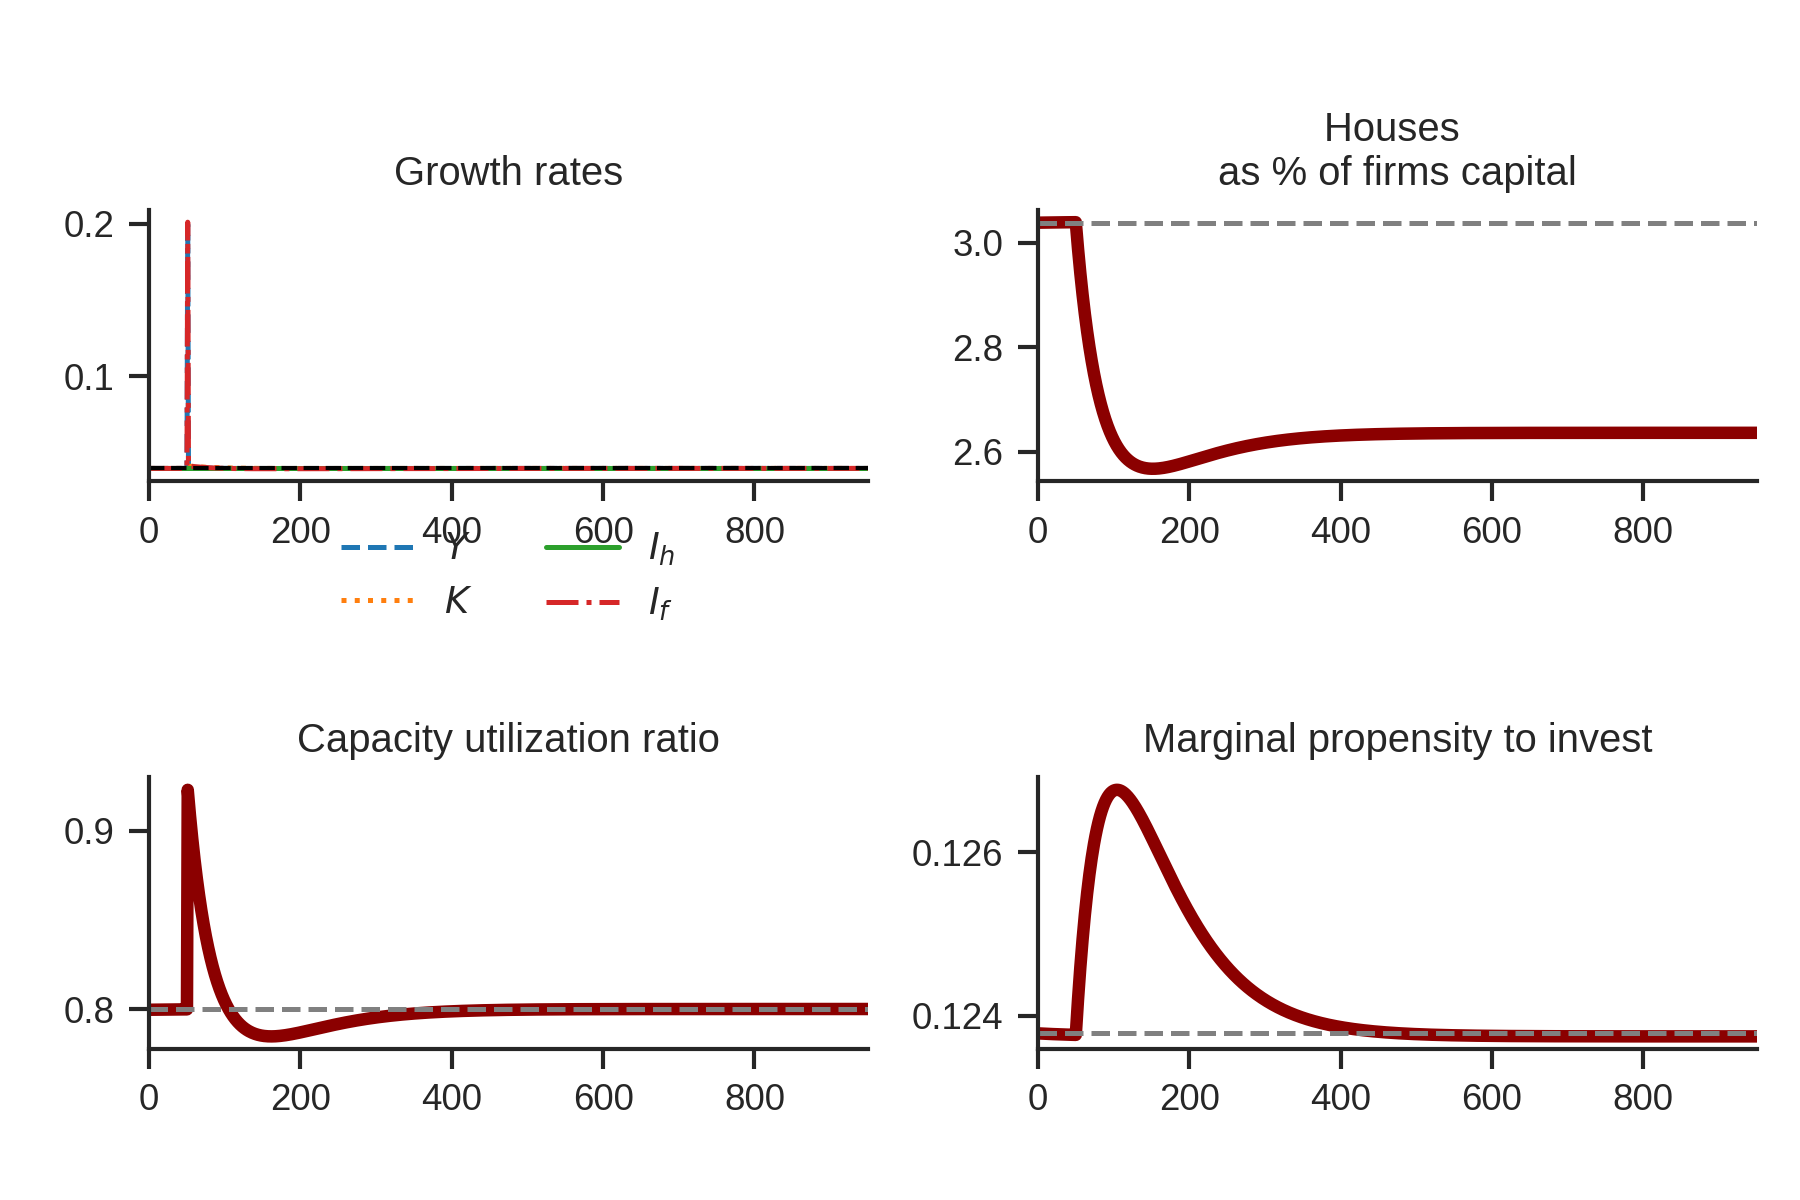 Growth rates
0.2
0.1
0 200 400 600 800
Y I_h
K I_f
Houses
as % of firms capital
3.0
2.8
2.6
0 200 400 600 800
Capacity utilization ratio
0.9
0.8
0 200 400 600 800
Marginal propensity to invest
0.126
0.124
0 200 400 600 800